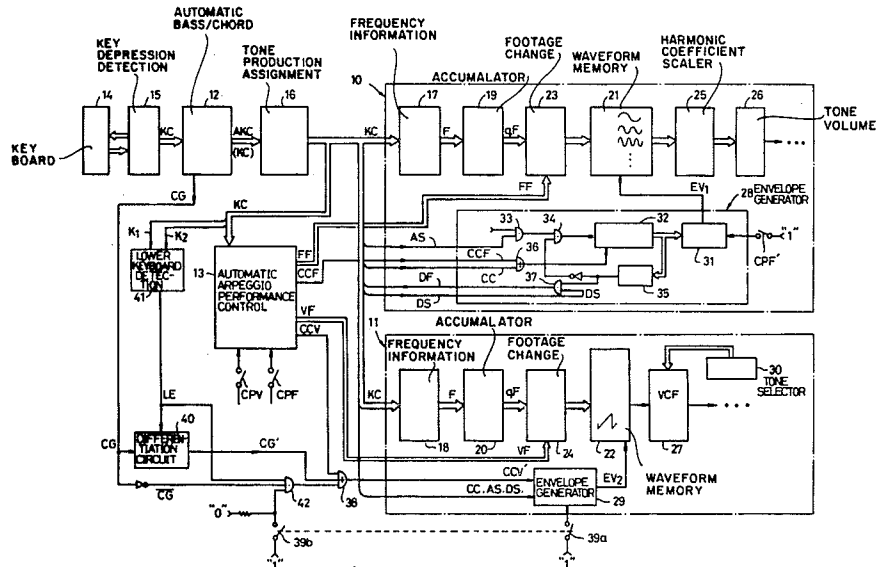 AUTOMATIC
BASS/CHORD
KEY
DEPRESSION
DETECTION
TONE
PRODUCTION
ASSIGNMENT
14
15
12
16
KC
AKC
(KC)
KEY
BOARD
CG
KC
FREQUENCY
INFORMATION
10
ACCUMALATOR
FOOTAGE
CHANGE
WAVEFORM
MEMORY
HARMONIC
COEFFICIENT
SCALER
17
19
23
21
25
26
TONE
VOLUME
KC
F
qF
FF
EV1
28 ENVELOPE
GENERATOR
AS
33
34
32
36
CCF
CC
31
"1"
CPF'
DF
37
DS
DS
35
K1
K2
LOWER
KEYBOARD
DETEC-
TION
41
13
AUTOMATIC
ARPEGGIO
PERFORMANCE
CONTROL
FF
CCF
VF
CCV
CPV
CPF
11
ACCUMALATOR
FREQUENCY
INFORMATION
FOOTAGE
CHANGE
KC
F
qF
VCF
30
TONE
SELECTOR
18
20
24
22
27
VF
WAVEFORM
MEMORY
LE
CG
40
DIFFEREN-
TIATION
CIRCUIT
CG'
CCV'
CC. AS. DS.
ENVELOPE
GENERATOR
29
EV2
CG
42
38
"0"
39b
39a
"1"
"1"